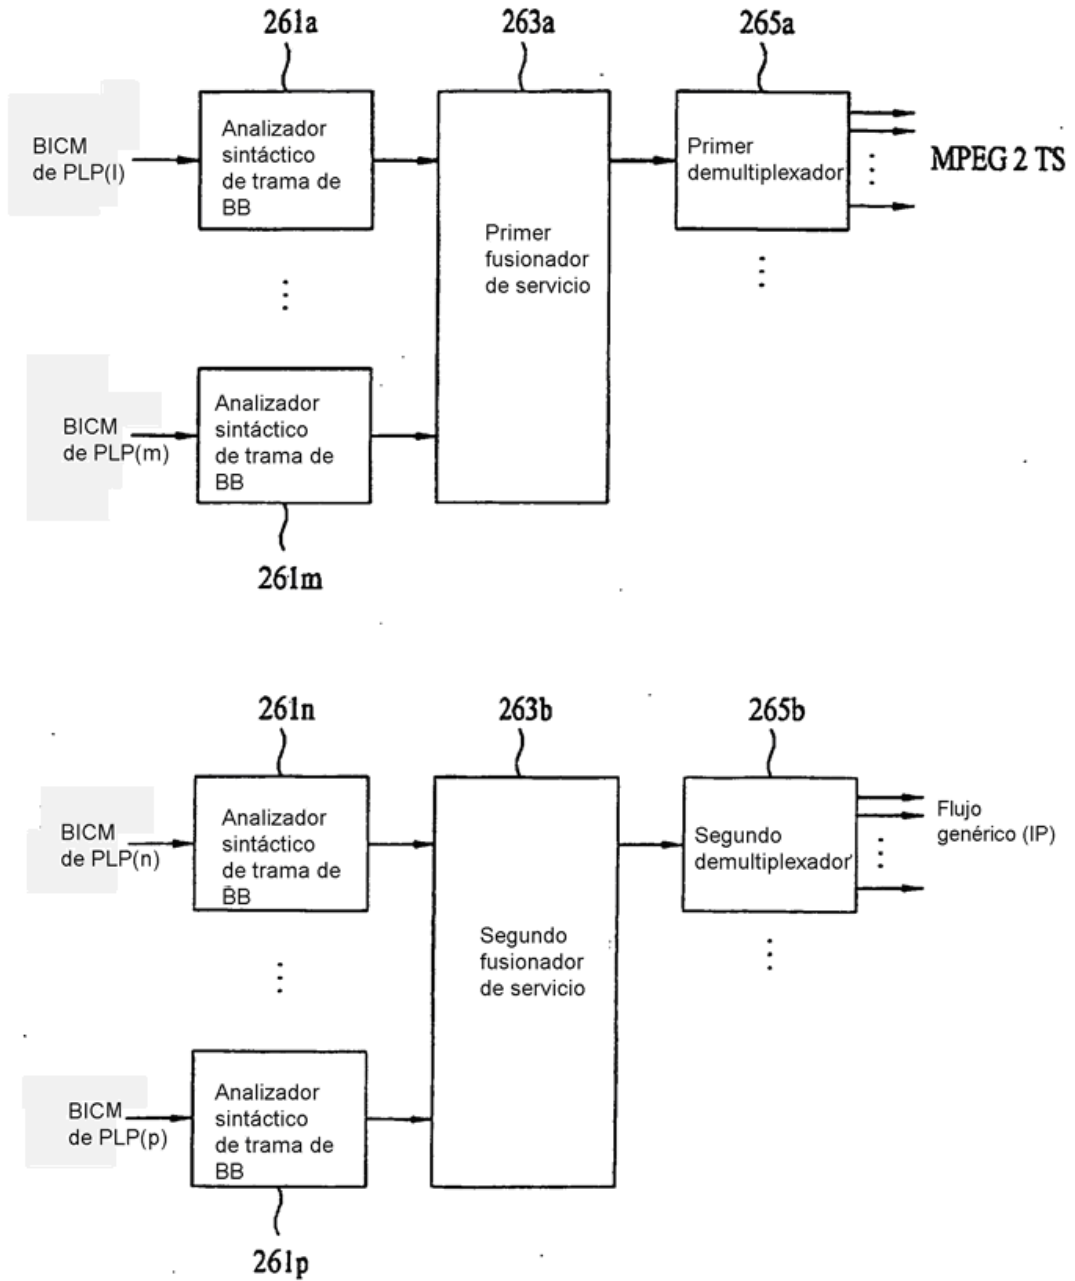 261a
263a
265a
BICM
de PLP(l)
Analizador
sintáctico
de trama de
BB
Primer
fusionador
de servicio
Primer
demultiplexador
MPEG 2 TS
BICM
de PLP(m)
Analizador
sintáctico
de trama de
BB
261m
261n
263b
265b
BICM
de PLP(n)
Analizador
sintáctico
de trama de
BB
Segundo
fusionador
de servicio
Segundo
demultiplexador
Flujo
genérico (IP)
BICM
de PLP(p)
Analizador
sintáctico
de trama de
BB
261p